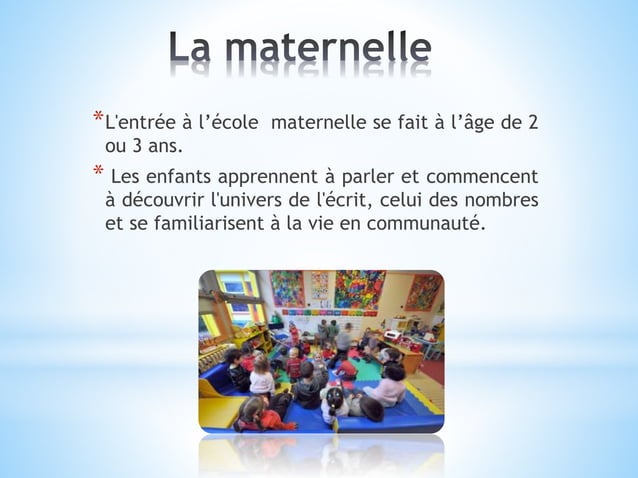 La maternelle
*L'entrée à l’école  maternelle se fait à l’âge de 2
ou 3 ans.
* Les enfants apprennent à parler et commencent
à découvrir l'univers de l'écrit, celui des nombres
et se familiarisent à la vie en communauté.